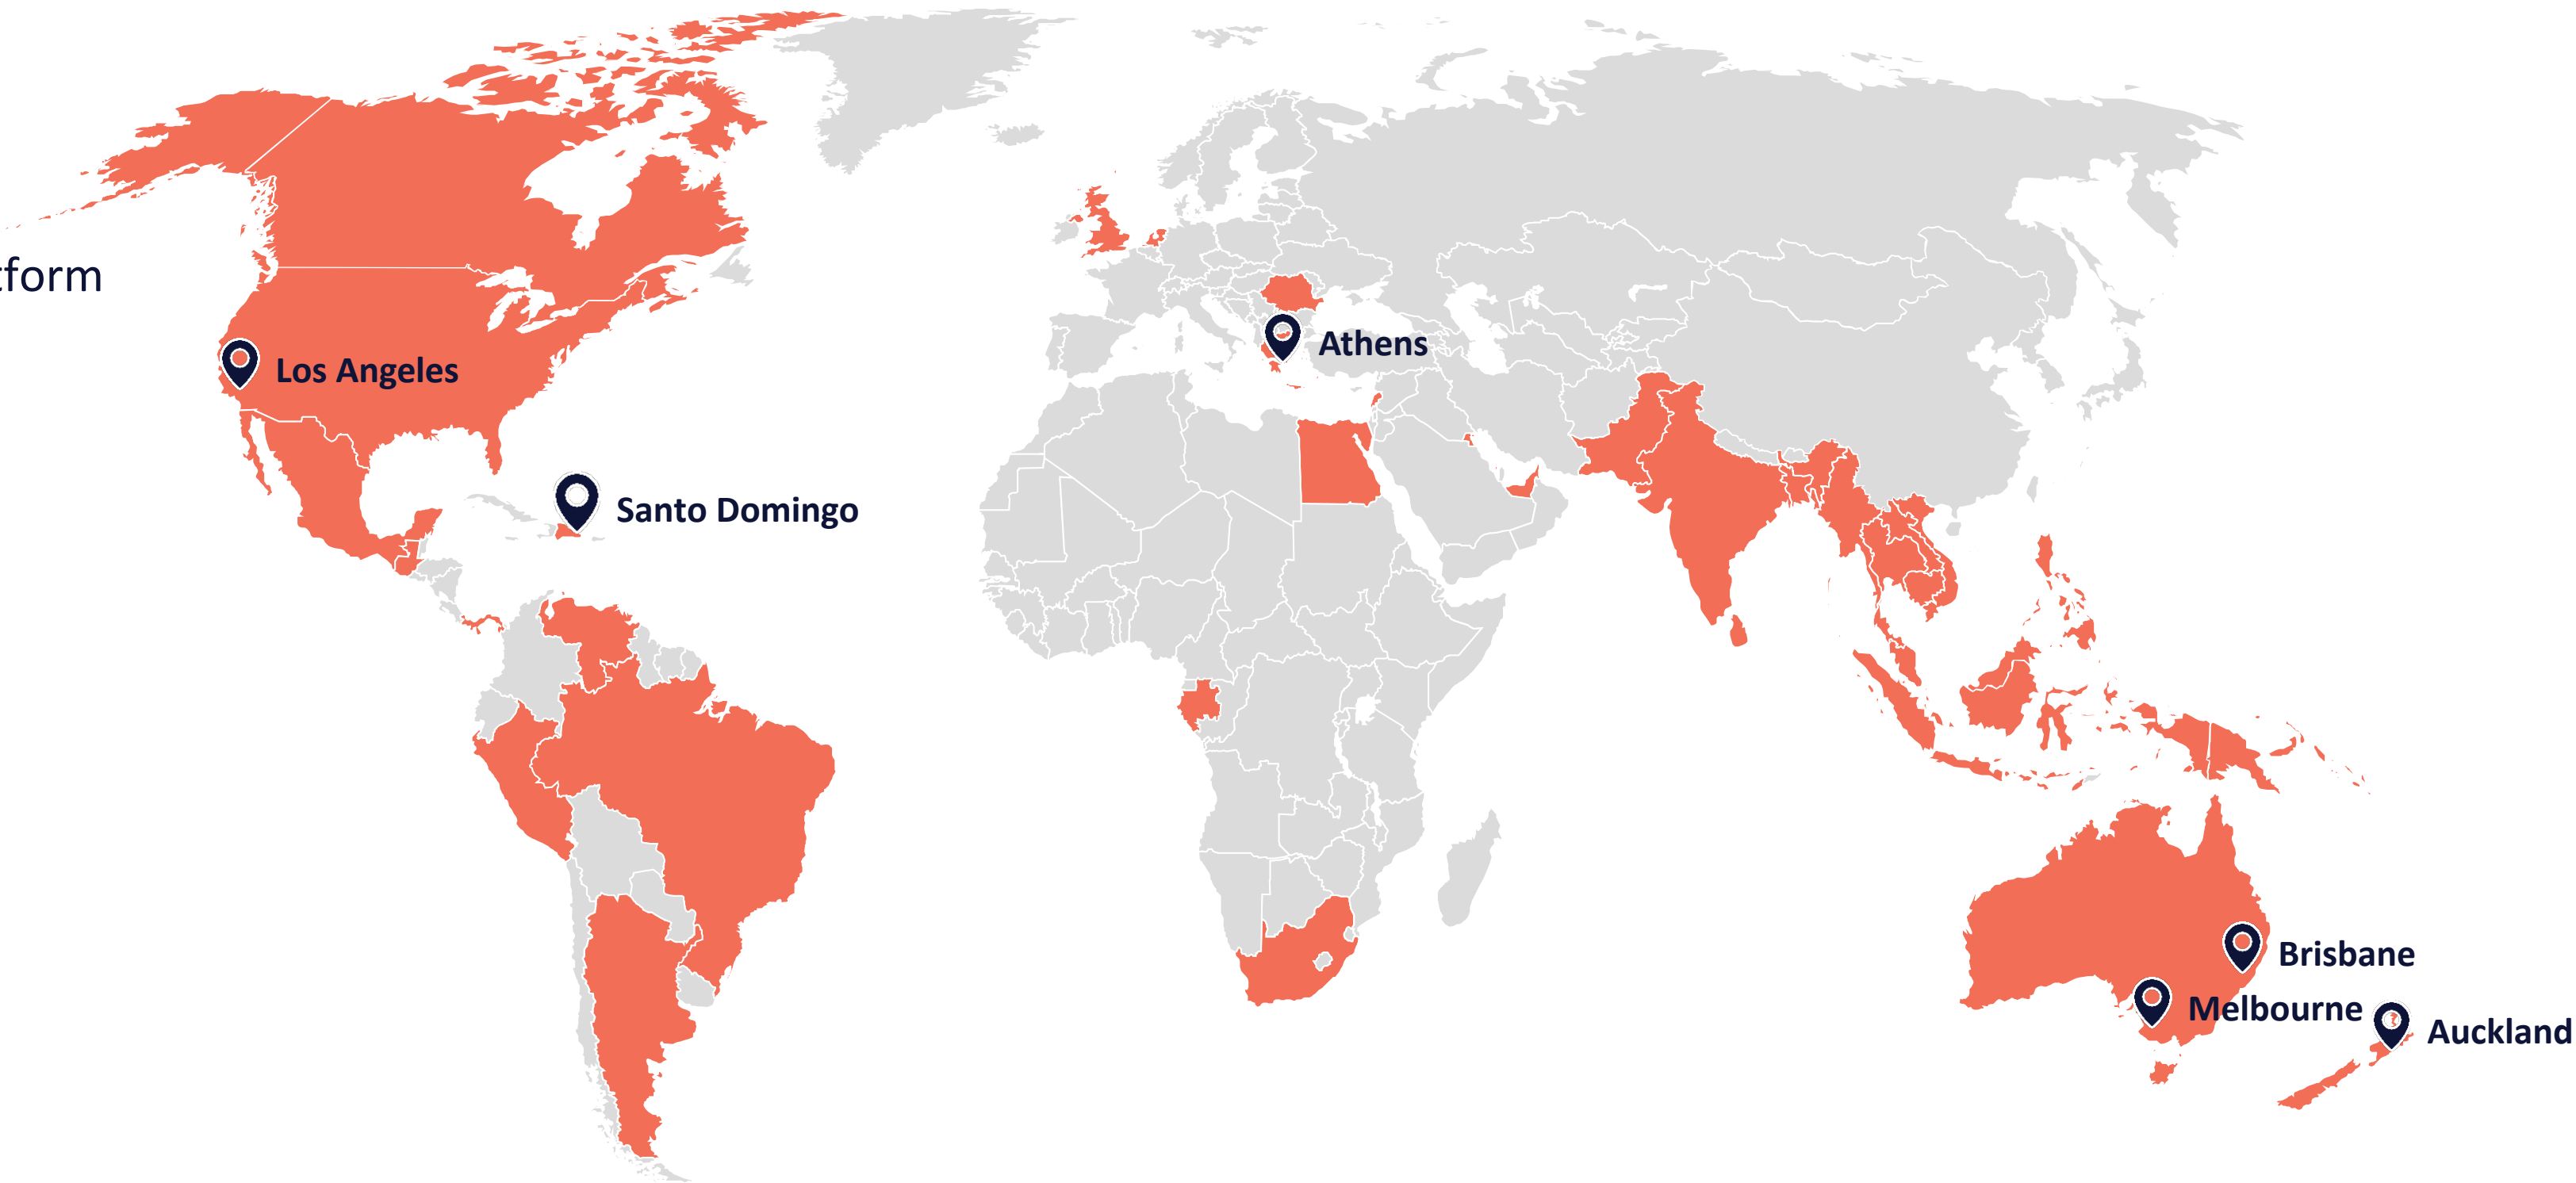 tform
Athens
Los Angeles
Santo Domingo
Brisbane
Melbourne
Auckland